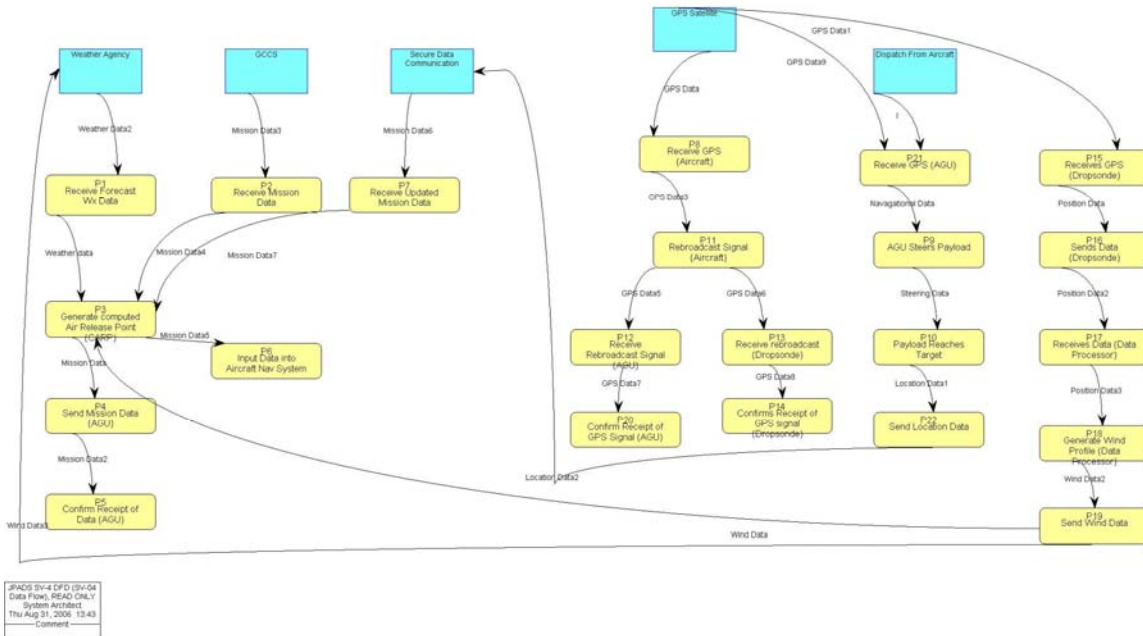 GPS Satellite
Weather Agency
GCCS
Secure Data
Communication
GPS Data1
GPS Data9
Dispatch From Aircraft
GPS Data
I
Weather Data2
Mission Data3
Mission Data6
P8
Receive GPS
(Aircraft)
P21
Receive GPS (AGU)
P15
Receives GPS
(Dropsonde)
P1
Receive Forecast
Wx Data
P2
Receive Mission
Data
P7
Receive Updated
Mission Data
GPS Data3
Navagational Data
Position Data
P11
Rebroadcast Signal
(Aircraft)
P9
AGU Steers Payload
P16
Sends Data
(Dropsonde)
Weather data
Mission Data4
Mission Data7
GPS Data5
GPS Data6
Steering Data
Position Data2
P3
Generate computed
Air Release Point
(CARP)
Mission Data5
P6
Input Data into
Aircraft Nav System
P12
Receive
Rebroadcast Signal
(AGU)
P13
Receive rebroadcast
(Dropsonde)
P10
Payload Reaches
Target
P17
Receives Data (Data
Processor)
Mission Data
GPS Data7
GPS Data8
Location Data1
Position Data3
P4
Send Mission Data
(AGU)
P20
Confirm Receipt of
GPS Signal (AGU)
P14
Confirms Receipt of
GPS signal
(Dropsonde)
P22
Send Location Data
P18
Generate Wind
Profile (Data
Processor)
Mission Data2
Location Data2
Wind Data2
P5
Confirm Receipt of
Data (AGU)
P19
Send Wind Data
Wind Data3
Wind Data
JPADS SV-4 DFD (SV-04
Data Flow), READ ONLY
System Architect
Thu Aug 31, 2006 13:43
Comment